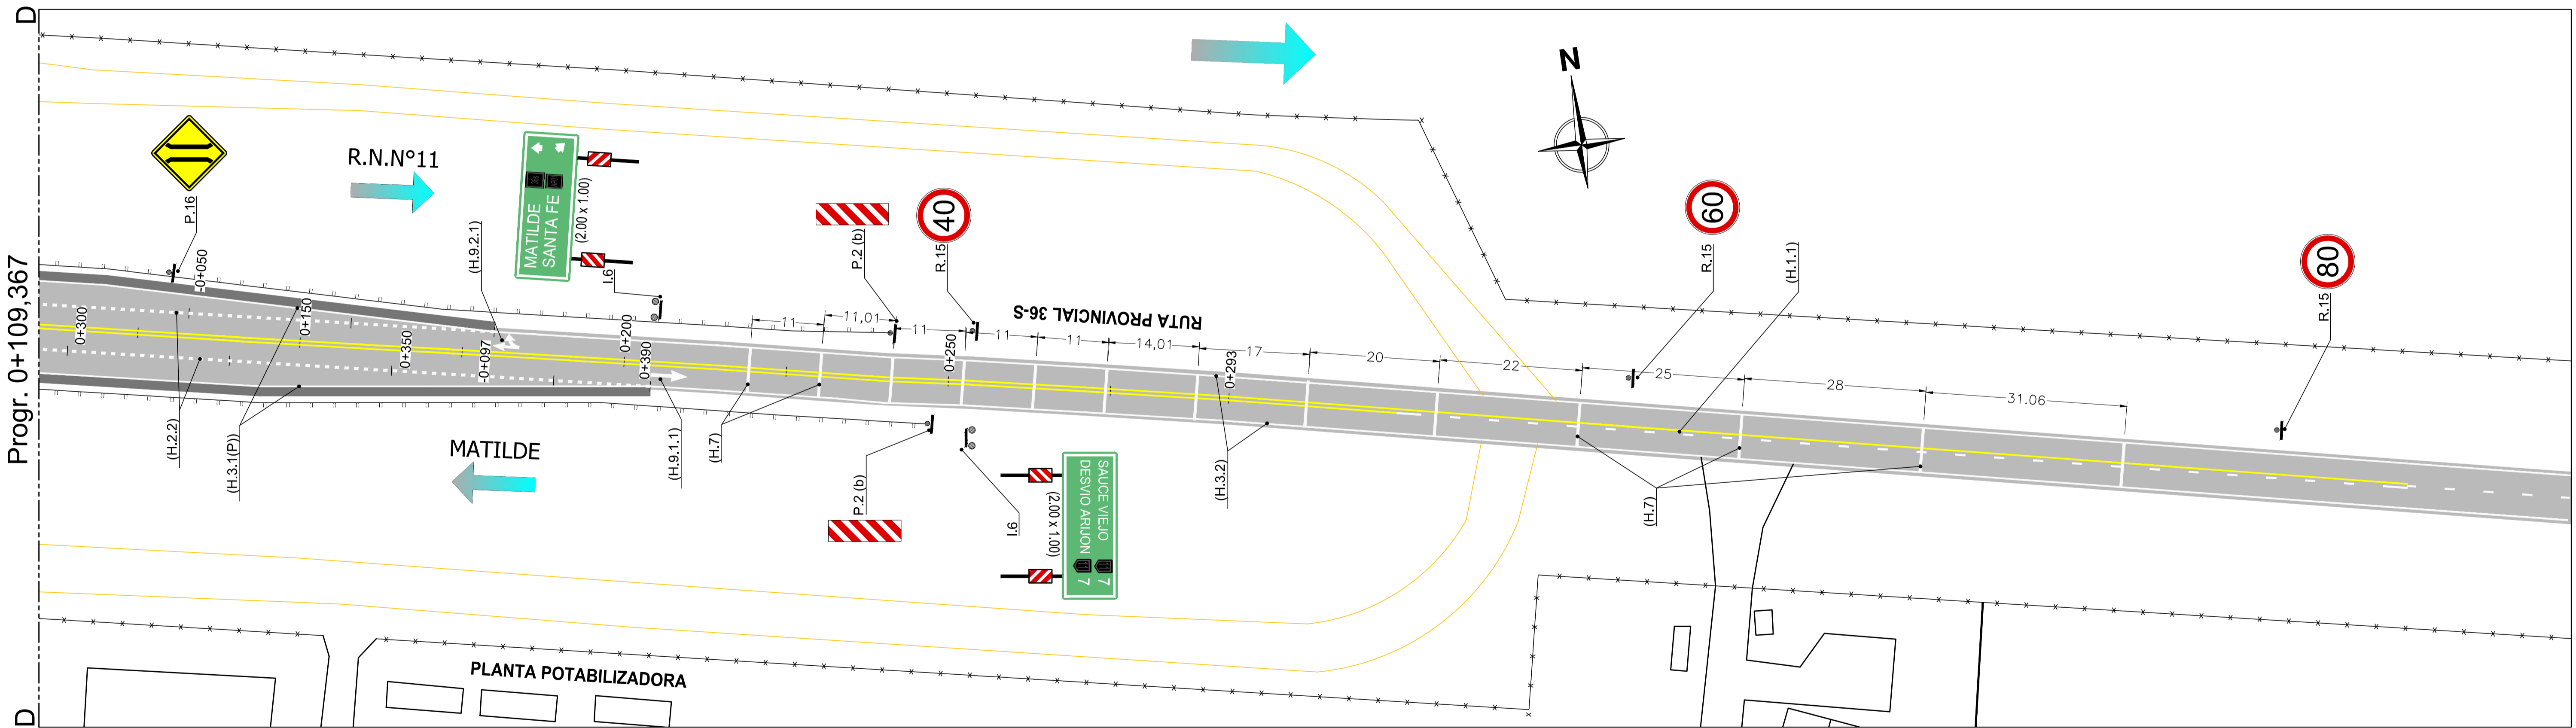 D
D
Progr. 0+109,367
P.16
R.N.N°11
MATILDE
SANTA FE
(2.00 x 1.00)
I.6
(H.9.2.1)
P.2 (b)
40
R.15
N
60
R.15
(H.1.1)
80
R.15
RUTA PROVINCIAL 36-S
-0+050
0+300
0+150
0+350
-0+097
0+200
0+390
0+250
0+293
11
11,01
11
11
11
14,01
17
20
22
25
28
31.06
(H.2.2)
(H.3.1(P))
MATILDE
(H.9.1.1)
(H.7)
P.2 (b)
I.6
SAUCE VIEJO
DESVIO ARIJON
7
7
(2.00 x 1.00)
(H.3.2)
(H.7)
PLANTA POTABILIZADORA